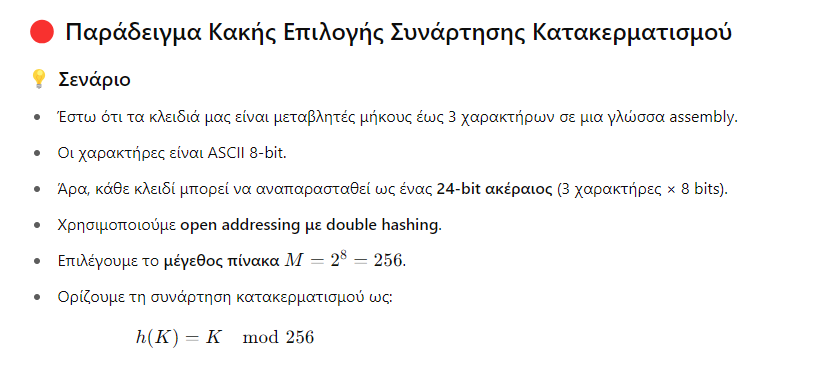 🔴 Παράδειγμα Κακής Επιλογής Συνάρτησης Κατακερματισμού
💡 Σενάριο
• Έστω ότι τα κλειδιά μας είναι μεταβλητές μήκους έως 3 χαρακτήρων σε μια γλώσσα assembly.
• Οι χαρακτήρες είναι ASCII 8-bit.
• Άρα, κάθε κλειδί μπορεί να αναπαρασταθεί ως ένας 24-bit ακέραιος (3 χαρακτήρες × 8 bits).
• Χρησιμοποιούμε open addressing με double hashing.
• Επιλέγουμε το μέγεθος πίνακα M = 2⁸ = 256.
• Ορίζουμε τη συνάρτηση κατακερματισμού ως:
h(K) = K mod 256